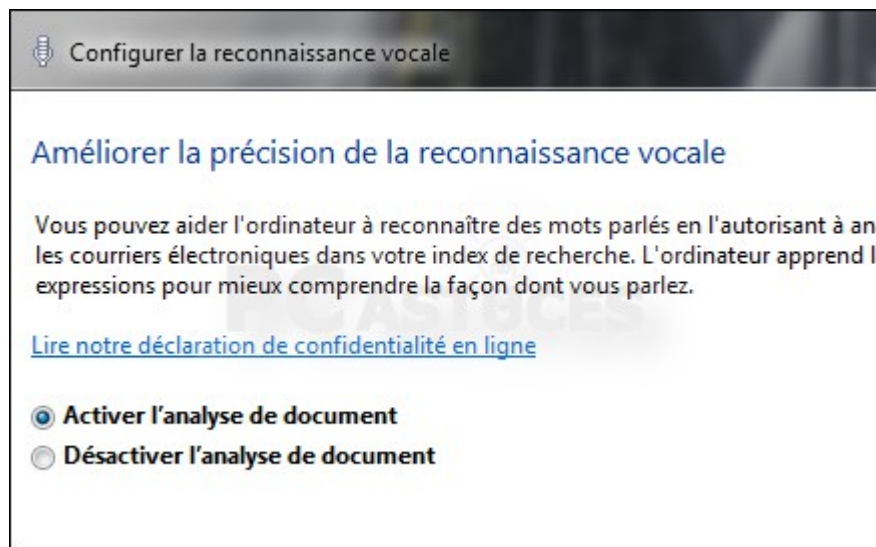 Configurer la reconnaissance vocale
Améliorer la précision de la reconnaissance vocale
Vous pouvez aider l'ordinateur à reconnaître des mots parlés en l'autorisant à
les courriers électroniques dans votre index de recherche. L'ordinateur apprend
expressions pour mieux comprendre la façon dont vous parlez.
PC ASTUCES
Lire notre déclaration de confidentialité en ligne
Activer l'analyse de document
Désactiver l'analyse de document